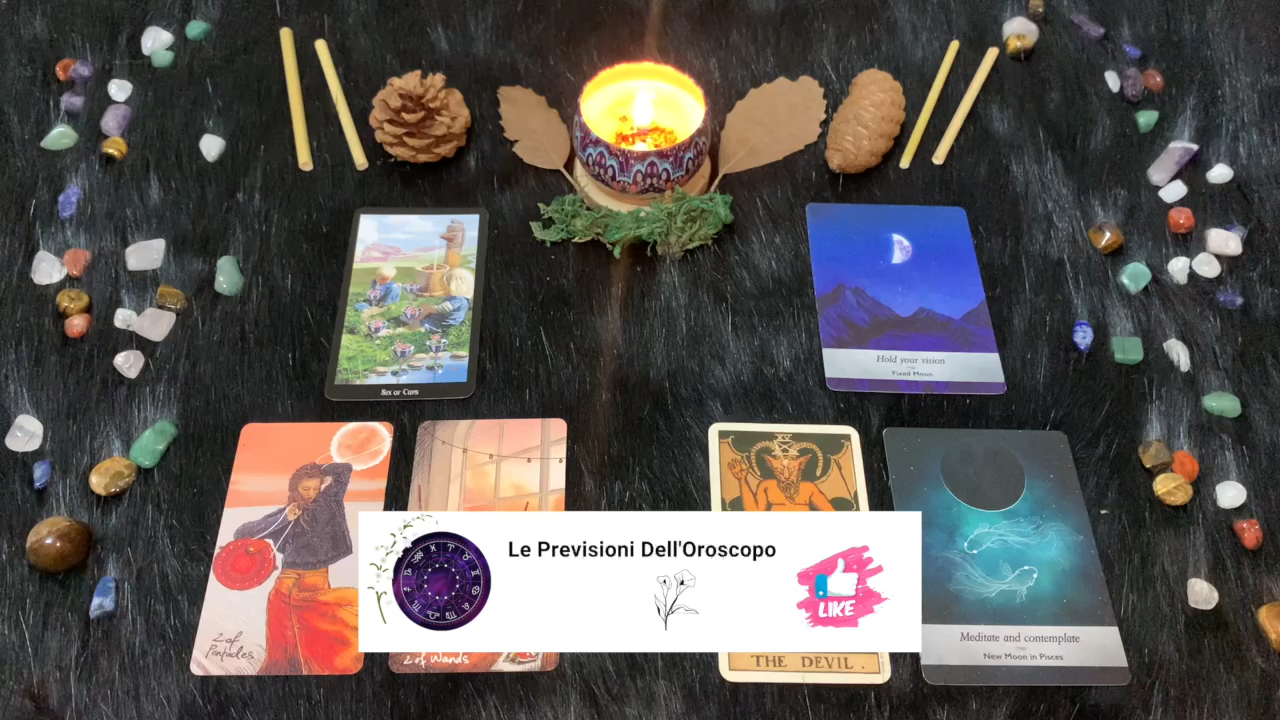 Six of Cups
Hold your vision
Fixed Moon
XV
Le Previsioni Dell'Oroscopo
LIKE
2 of
Pentacles
2 of Wands
THE DEVIL .
Meditate and contemplate
New Moon in Pisces